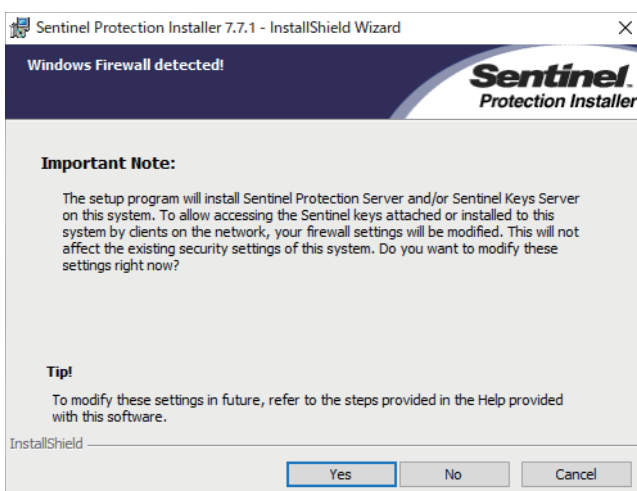 Sentinel Protection Installer 7.7.1 - InstallShield Wizard
Windows Firewall detected!
Sentinel.
Protection Installer
Important Note:
The setup program will install Sentinel Protection Server and/or Sentinel Keys Server
on this system. To allow accessing the Sentinel keys attached or installed to this
system by clients on the network, your firewall settings will be modified. This will not
affect the existing security settings of this system. Do you want to modify these
settings right now?
Tip!
To modify these settings in future, refer to the steps provided in the Help provided
with this software.
InstallShield
Yes
No
Cancel